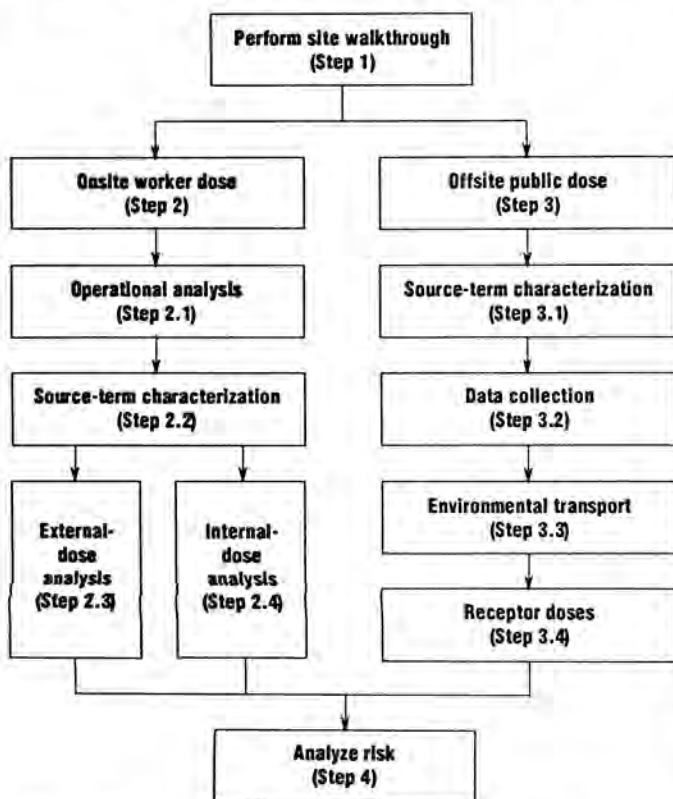 Perform site walkthrough
(Step 1)
Onsite worker dose
(Step 2)
Offsite public dose
(Step 3)
Operational analysis
(Step 2.1)
Source-term characterization
(Step 3.1)
Source-term characterization
(Step 2.2)
Data collection
(Step 3.2)
External-
dose
analysis
(Step 2.3)
Internal-
dose
analysis
(Step 2.4)
Environmental transport
(Step 3.3)
Receptor doses
(Step 3.4)
Analyze risk
(Step 4)